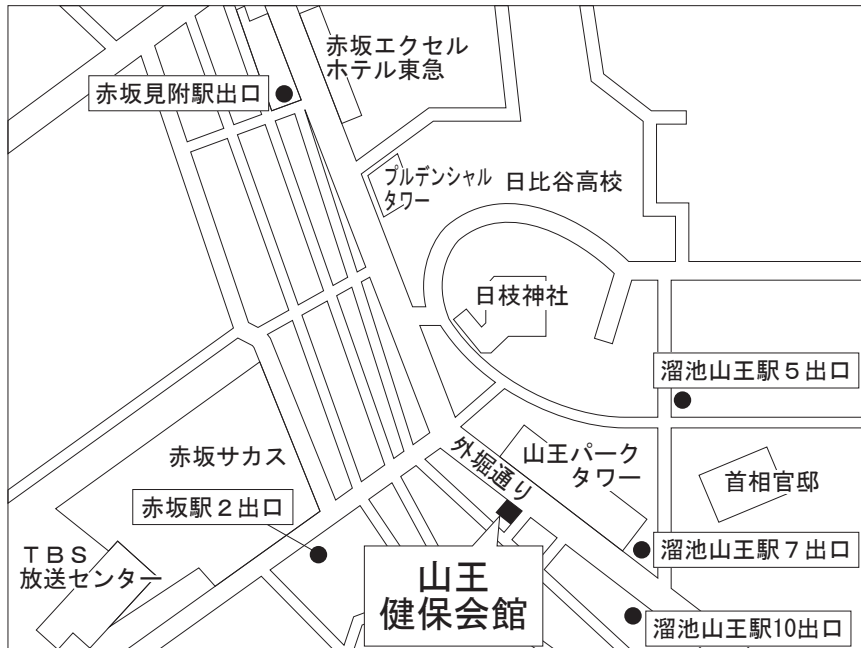 赤坂エクセル
ホテル東急
赤坂見附駅出口
プルデンシャル
タワー
日比谷高校
日枝神社
溜池山王駅５出口
外堀通り
山王パーク
タワー
赤坂サカス
首相官邸
赤坂駅２出口
ＴＢＳ
放送センター
溜池山王駅７出口
山王
健保会館
溜池山王駅10出口